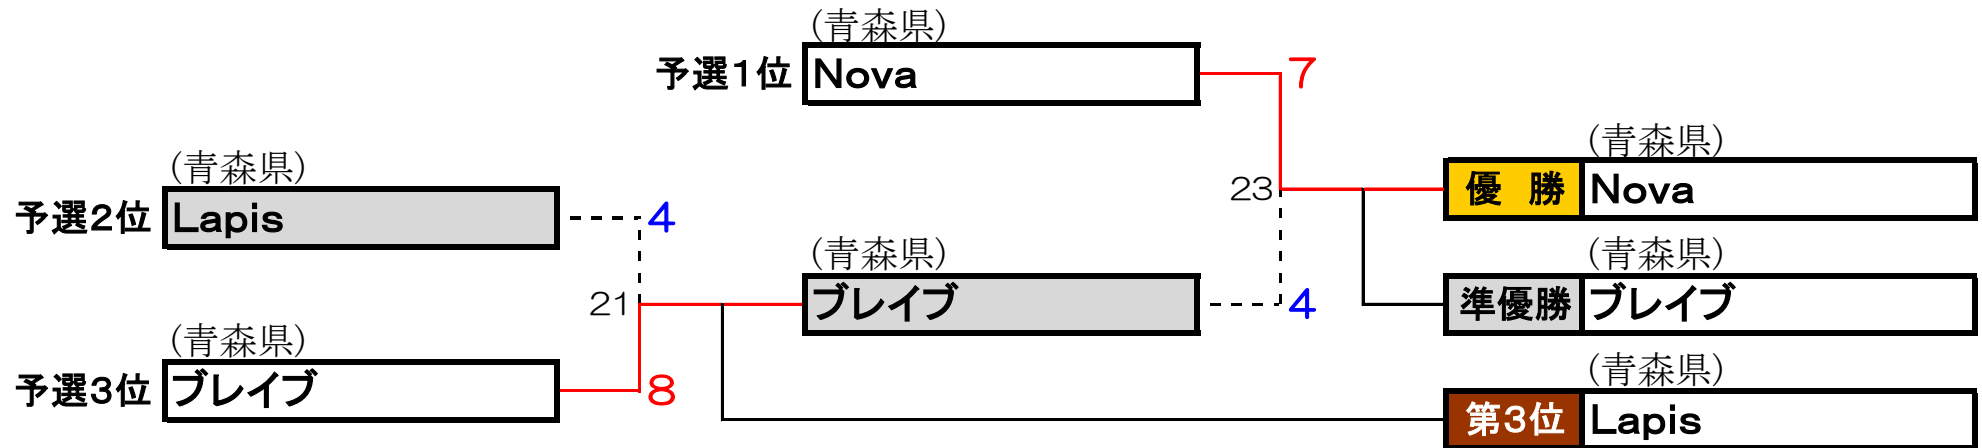 (青森県)
予選1位 Nova 7
(青森県)
(青森県)
23 優 勝 Nova
予選2位 Lapis 4
(青森県)
(青森県)
21 ブレイブ 4 準優勝 ブレイブ
(青森県)
(青森県)
予選3位 ブレイブ 8
第3位 Lapis